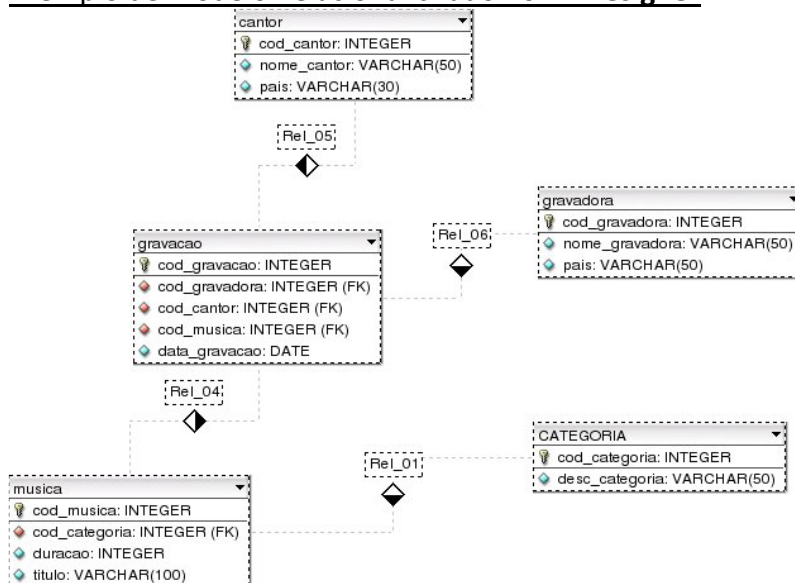 cantor
cod_cantor: INTEGER
nome_cantor: VARCHAR(50)
pais: VARCHAR(30)
Rel_05
gravadora
cod_gravadora: INTEGER
nome_gravadora: VARCHAR(50)
pais: VARCHAR(50)
Rel_06
gravacao
cod_gravacao: INTEGER
cod_gravadora: INTEGER (FK)
cod_cantor: INTEGER (FK)
cod_musica: INTEGER (FK)
data_gravacao: DATE
Rel_04
CATEGORIA
cod_categoria: INTEGER
desc_categoria: VARCHAR(50)
Rel_01
musica
cod_musica: INTEGER
cod_categoria: INTEGER (FK)
duracao: INTEGER
titulo: VARCHAR(100)